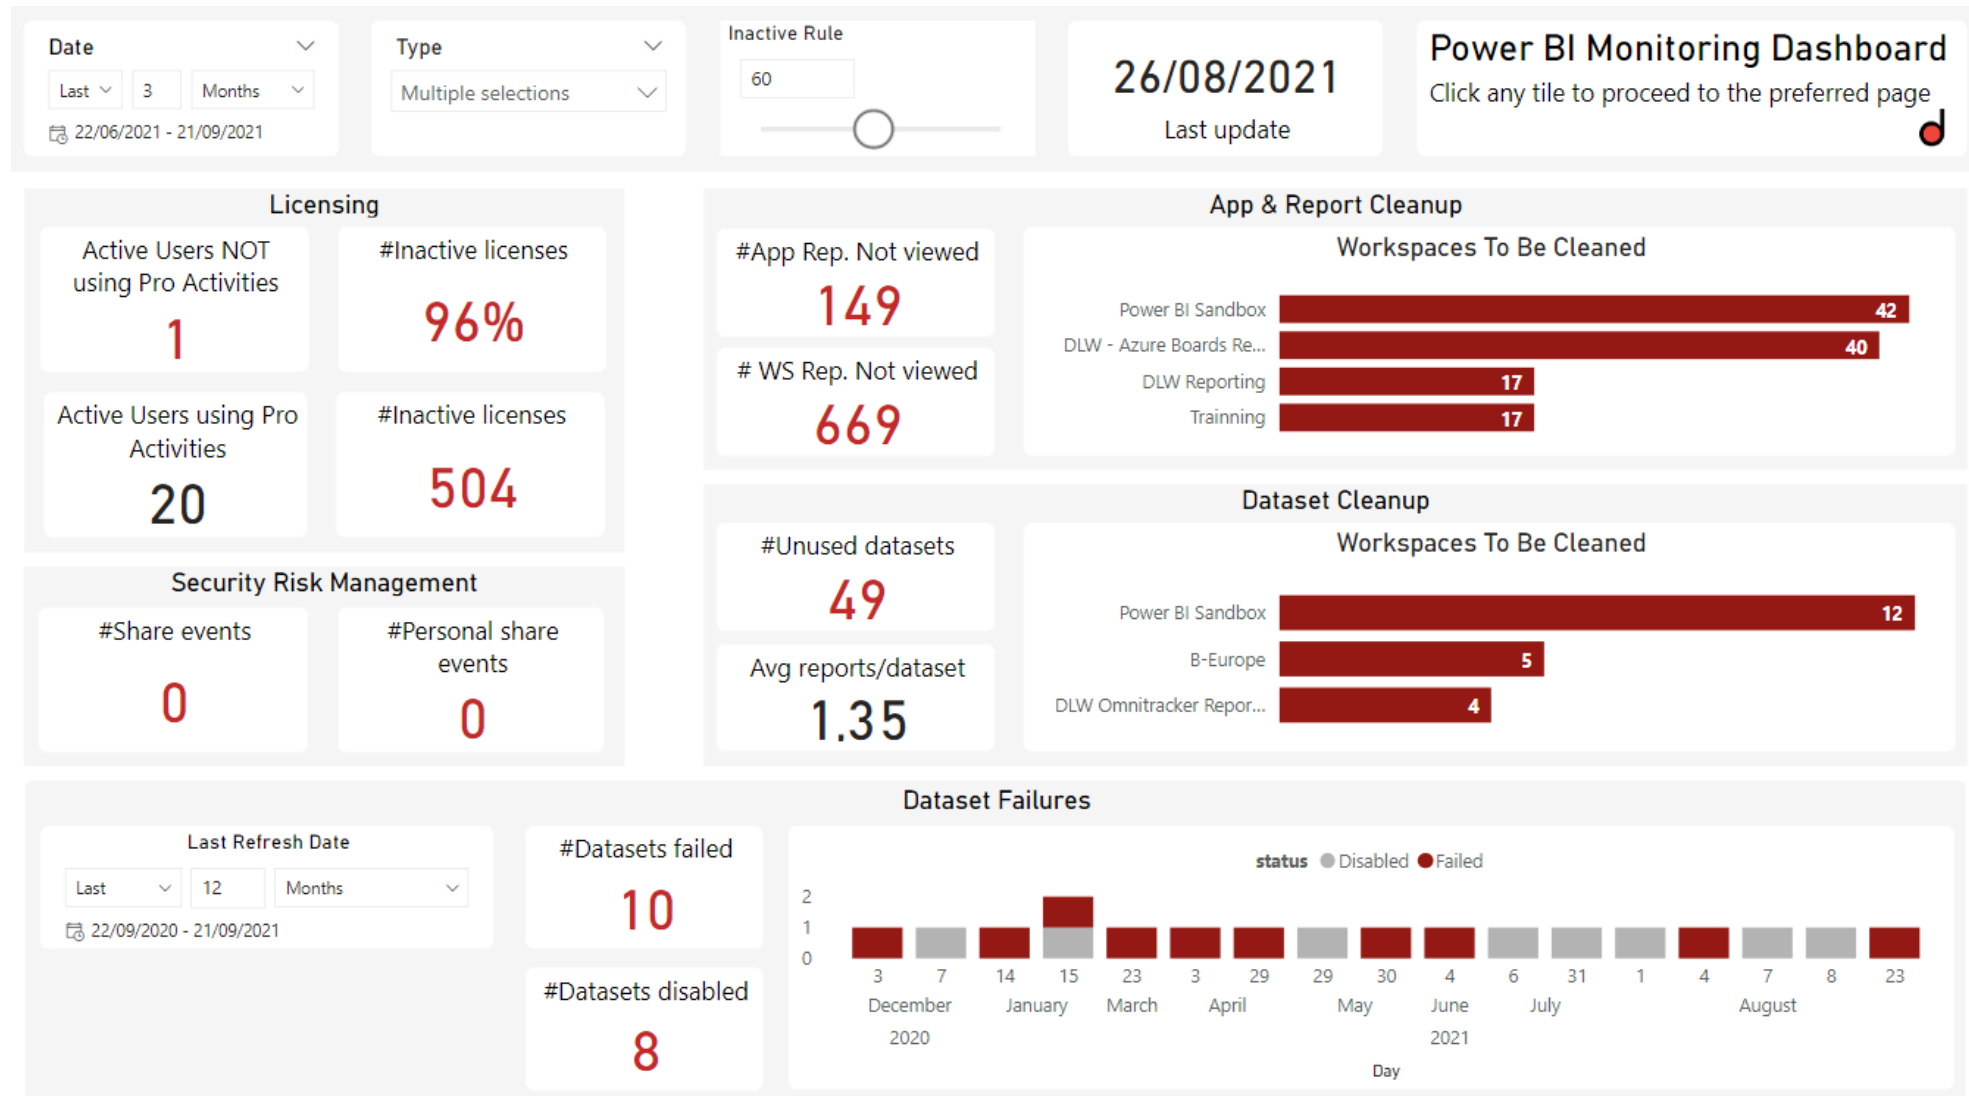 Date
Last
3
Months
22/06/2021 - 21/09/2021
Type
Multiple selections
Inactive Rule
60
26/08/2021
Last update
Power BI Monitoring Dashboard
Click any tile to proceed to the preferred page
d
Licensing
Active Users NOT
using Pro Activities
1
#Inactive licenses
96%
Active Users using Pro
Activities
20
#Inactive licenses
504
Security Risk Management
#Share events
0
#Personal share
events
0
App & Report Cleanup
#App Rep. Not viewed
149
# WS Rep. Not viewed
669
Workspaces To Be Cleaned
Power BI Sandbox 42
DLW - Azure Boards Re... 40
DLW Reporting 17
Trainning 17
Dataset Cleanup
#Unused datasets
49
Avg reports/dataset
1.35
Workspaces To Be Cleaned
Power BI Sandbox 12
B-Europe 5
DLW Omnitracker Repor... 4
Dataset Failures
Last Refresh Date
Last
12
Months
22/09/2020 - 21/09/2021
#Datasets failed
10
#Datasets disabled
8
status Disabled Failed
2
1
0
3 7 14 15 23 3 29 29 30 4 6 31 1 4 7 8 23
December January March April May June July August
2020 2021
Day